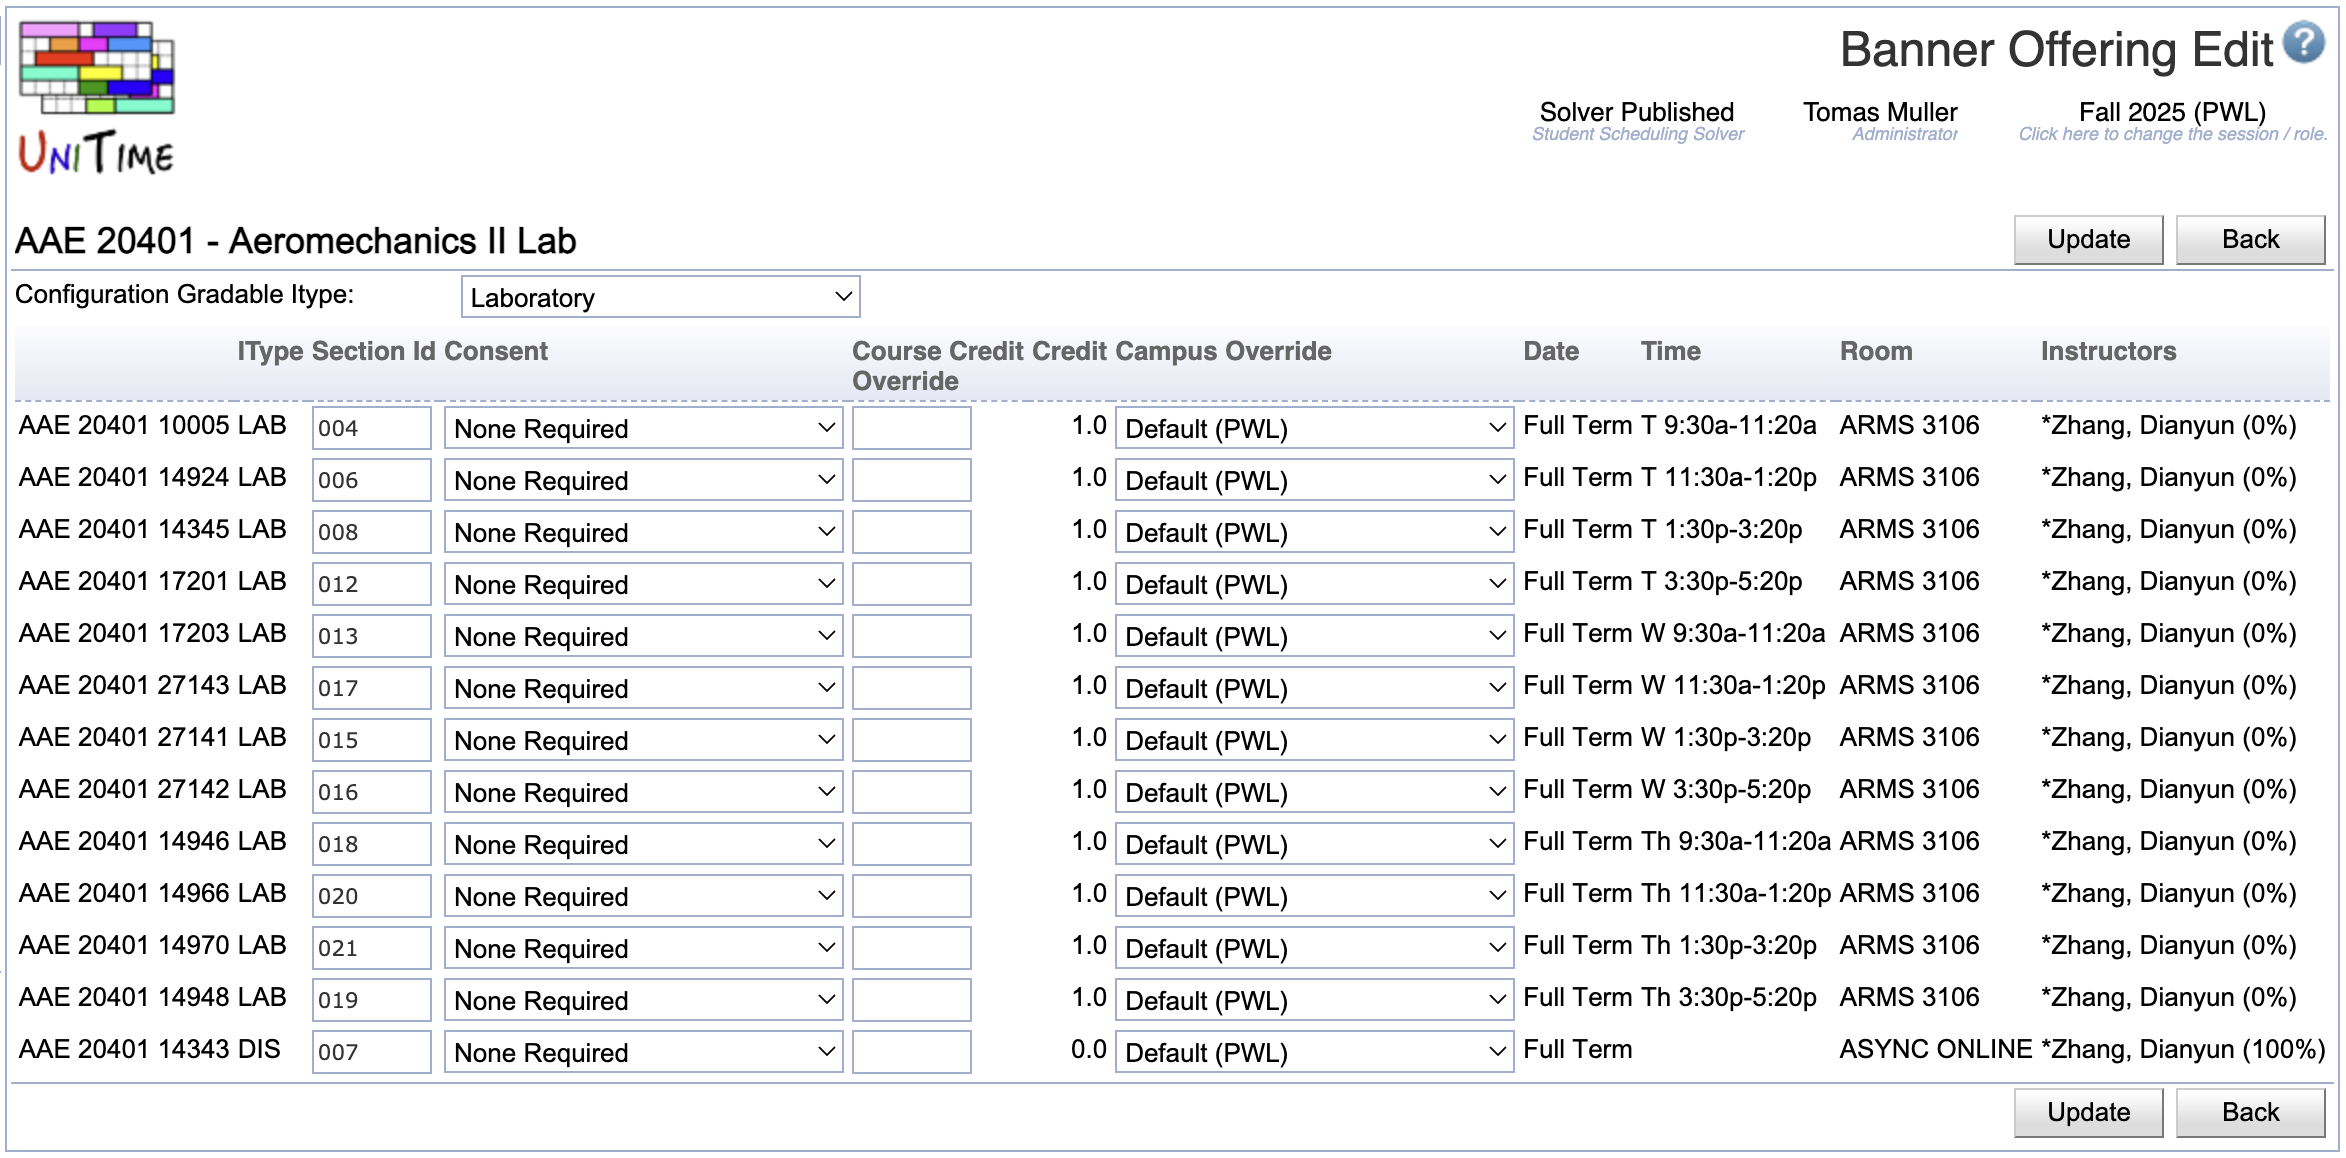 Banner Offering Edit ?
Solver Published Tomas Muller Fall 2025 (PWL)
Student Scheduling Solver Administrator Click here to change the session / role.
UNITIME
AAE 20401 - Aeromechanics II Lab Update Back
Configuration Gradable Itype: Laboratory
IType Section Id Consent Course Credit Credit Campus Override Date Time Room Instructors
Override
AAE 20401 10005 LAB 004 None Required 1.0 Default (PWL) Full Term T 9:30a-11:20a ARMS 3106 *Zhang, Dianyun (0%)
AAE 20401 14924 LAB 006 None Required 1.0 Default (PWL) Full Term T 11:30a-1:20p ARMS 3106 *Zhang, Dianyun (0%)
AAE 20401 14345 LAB 008 None Required 1.0 Default (PWL) Full Term T 1:30p-3:20p ARMS 3106 *Zhang, Dianyun (0%)
AAE 20401 17201 LAB 012 None Required 1.0 Default (PWL) Full Term T 3:30p-5:20p ARMS 3106 *Zhang, Dianyun (0%)
AAE 20401 17203 LAB 013 None Required 1.0 Default (PWL) Full Term W 9:30a-11:20a ARMS 3106 *Zhang, Dianyun (0%)
AAE 20401 27143 LAB 017 None Required 1.0 Default (PWL) Full Term W 11:30a-1:20p ARMS 3106 *Zhang, Dianyun (0%)
AAE 20401 27141 LAB 015 None Required 1.0 Default (PWL) Full Term W 1:30p-3:20p ARMS 3106 *Zhang, Dianyun (0%)
AAE 20401 27142 LAB 016 None Required 1.0 Default (PWL) Full Term W 3:30p-5:20p ARMS 3106 *Zhang, Dianyun (0%)
AAE 20401 14946 LAB 018 None Required 1.0 Default (PWL) Full Term Th 9:30a-11:20a ARMS 3106 *Zhang, Dianyun (0%)
AAE 20401 14966 LAB 020 None Required 1.0 Default (PWL) Full Term Th 11:30a-1:20p ARMS 3106 *Zhang, Dianyun (0%)
AAE 20401 14970 LAB 021 None Required 1.0 Default (PWL) Full Term Th 1:30p-3:20p ARMS 3106 *Zhang, Dianyun (0%)
AAE 20401 14948 LAB 019 None Required 1.0 Default (PWL) Full Term Th 3:30p-5:20p ARMS 3106 *Zhang, Dianyun (0%)
AAE 20401 14343 DIS 007 None Required 0.0 Default (PWL) Full Term ASYNC ONLINE *Zhang, Dianyun (100%)
Update Back